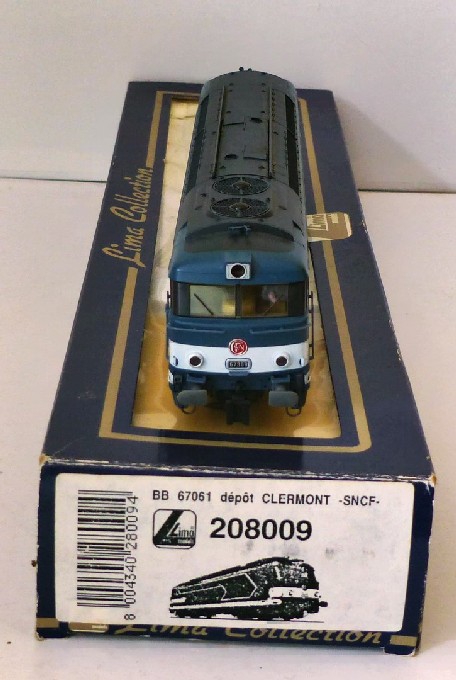 Lima Collection
BB 67061 dépôt CLERMONT -SNCF-
Lima
208009
8 004340 280094
Lima Collection